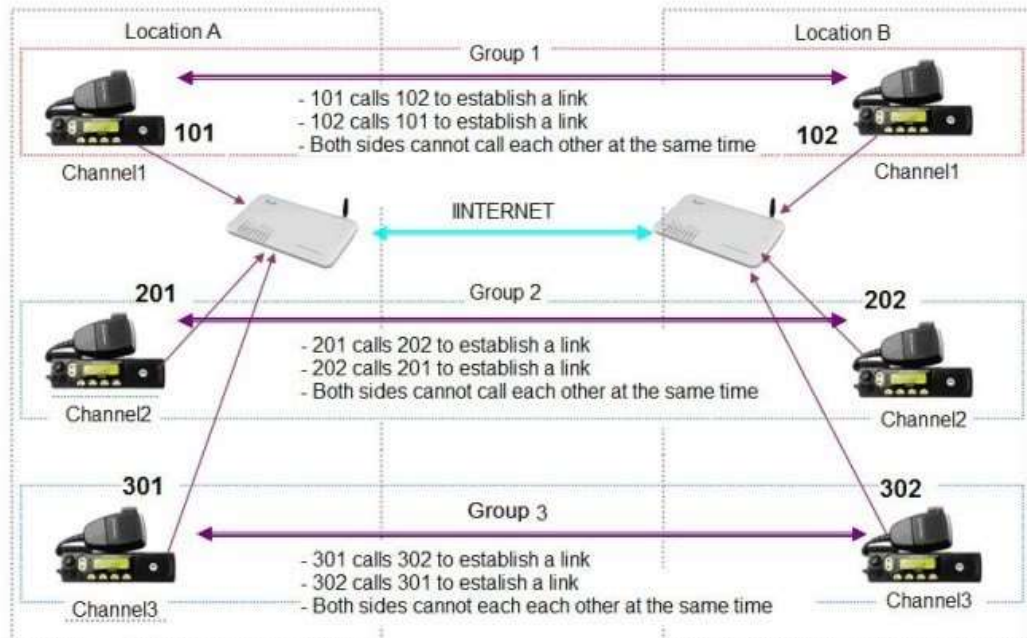 Location A
Location B
Group 1
- 101 calls 102 to establish a link
- 102 calls 101 to establish a link
- Both sides cannot call each other at the same time
101
102
Channel1
Channel1
IINTERNET
201
Group 2
202
- 201 calls 202 to establish a link
- 202 calls 201 to establish a link
- Both sides cannot call each other at the same time
Channel2
Channel2
301
Group 3
302
- 301 calls 302 to establish a link
- 302 calls 301 to estalish a link
- Both sides cannot each each other at the same time
Channel3
Channel3